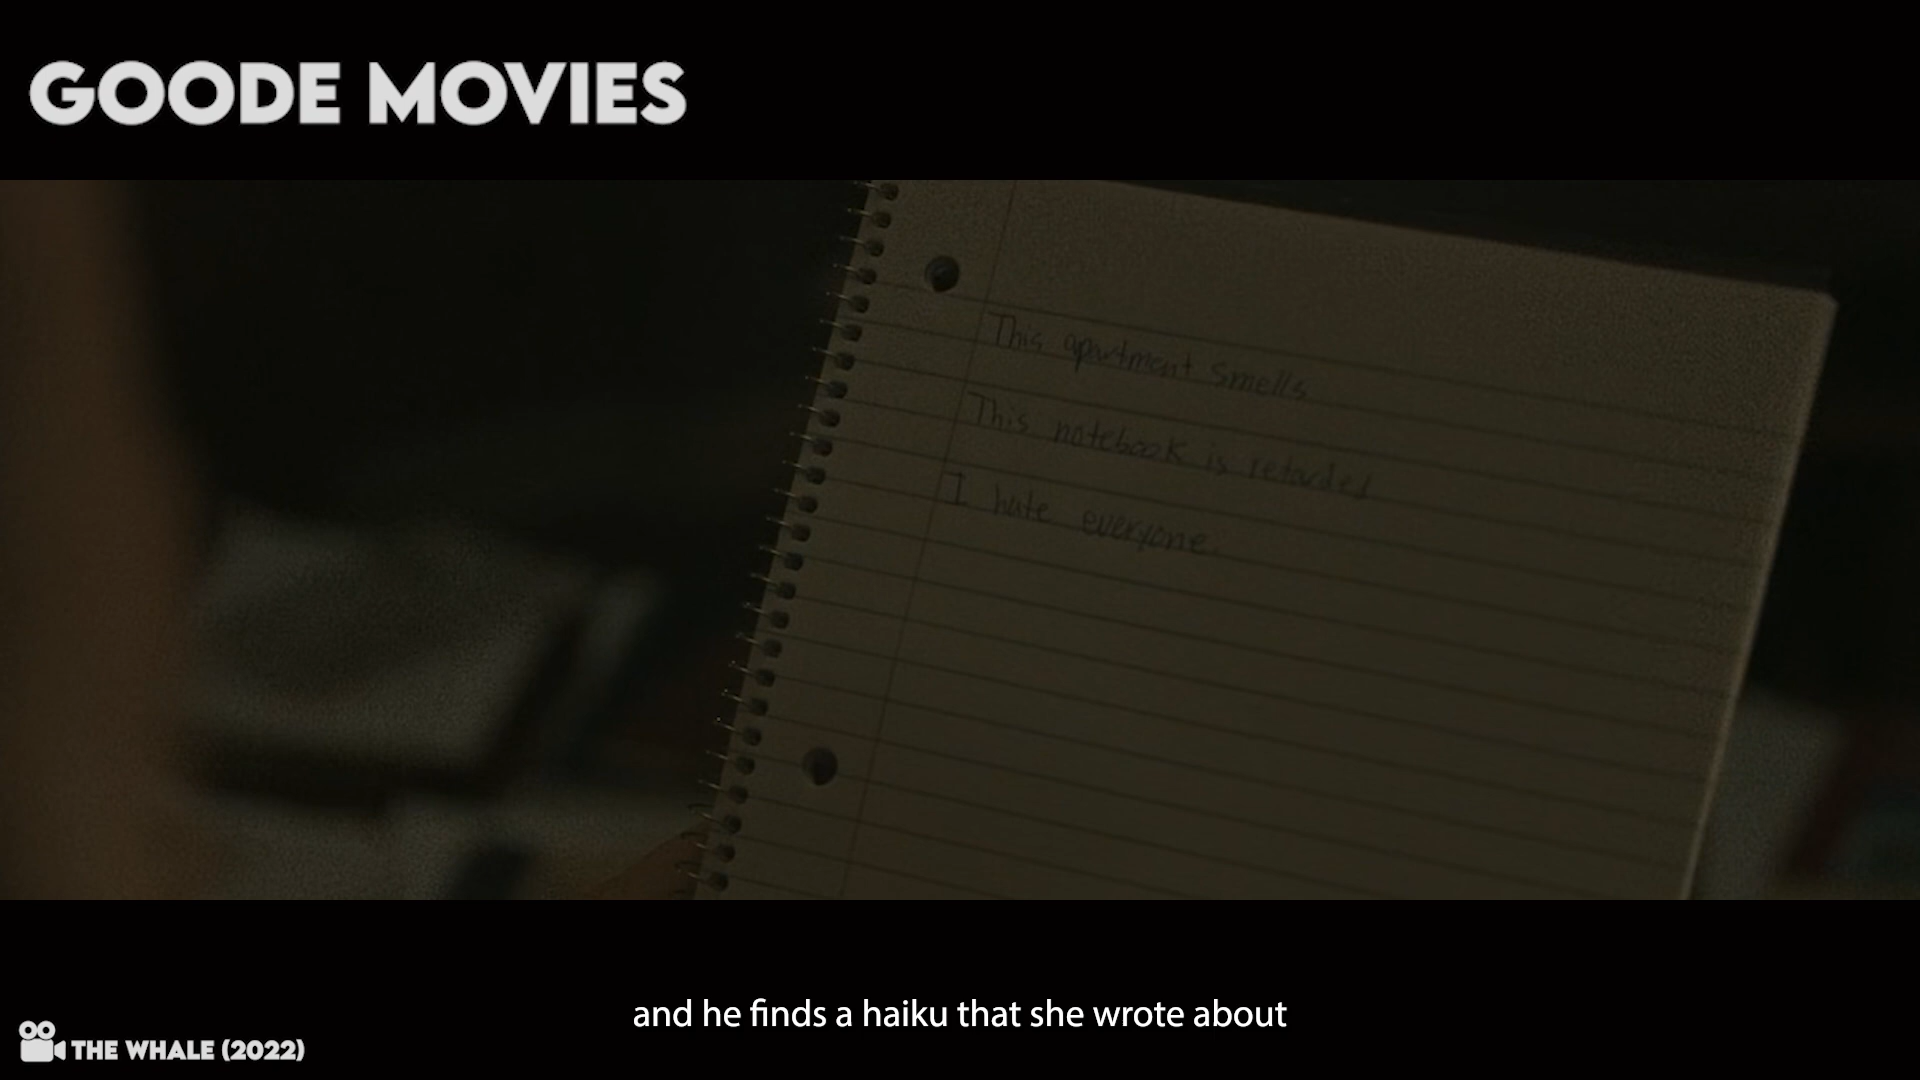 GOODE MOVIES
This apartment smells
This notebook is retarded
I hate everyone.
and he finds a haiku that she wrote about
THE WHALE (2022)